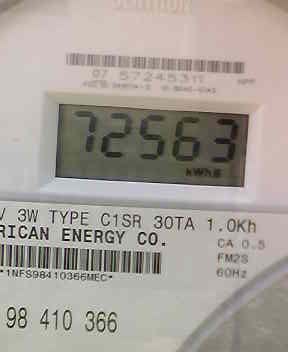 07 57245317
72563
kWh
V 3W TYPE C1SR 30TA 1.0Kh
RICAN ENERGY CO.
CA 0.5
FM2S
60Hz
*1NFS98410366MEC*
98 410 366